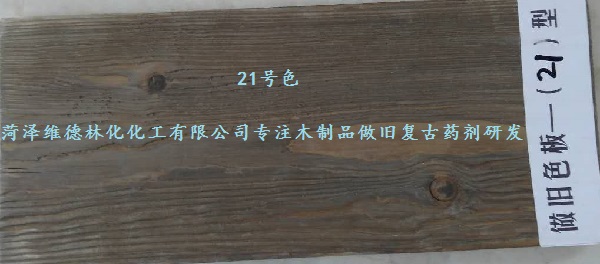 21号色
菏泽维德林化化工有限公司专注木制品做旧复古药剂研发
做旧色板—(21)型